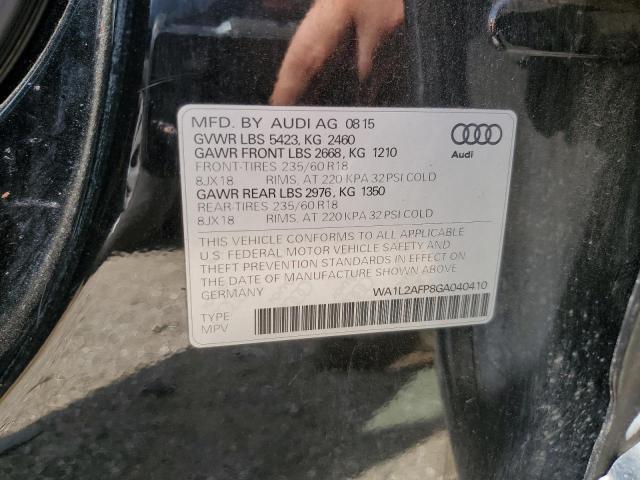 MFD. BY AUDI AG 08 15
GVWR LBS 5423, KG 2460
GAWR FRONT LBS 2668, KG 1210
FRONT-TIRES 235/60 R18
8JX18 RIMS, AT 220 KPA 32 PSI COLD
GAWR REAR LBS 2976, KG 1350
REAR-TIRES 235/60 R18
8JX18 RIMS, AT 220 KPA 32 PSI COLD
Audi
THIS VEHICLE CONFORMS TO ALL APPLICABLE
U.S. FEDERAL MOTOR VEHICLE SAFETY AND
THEFT PREVENTION STANDARDS IN EFFECT ON
THE DATE OF MANUFACTURE SHOWN ABOVE.
GERMANY WA1L2AFP8GA040410
TYPE:
MPV